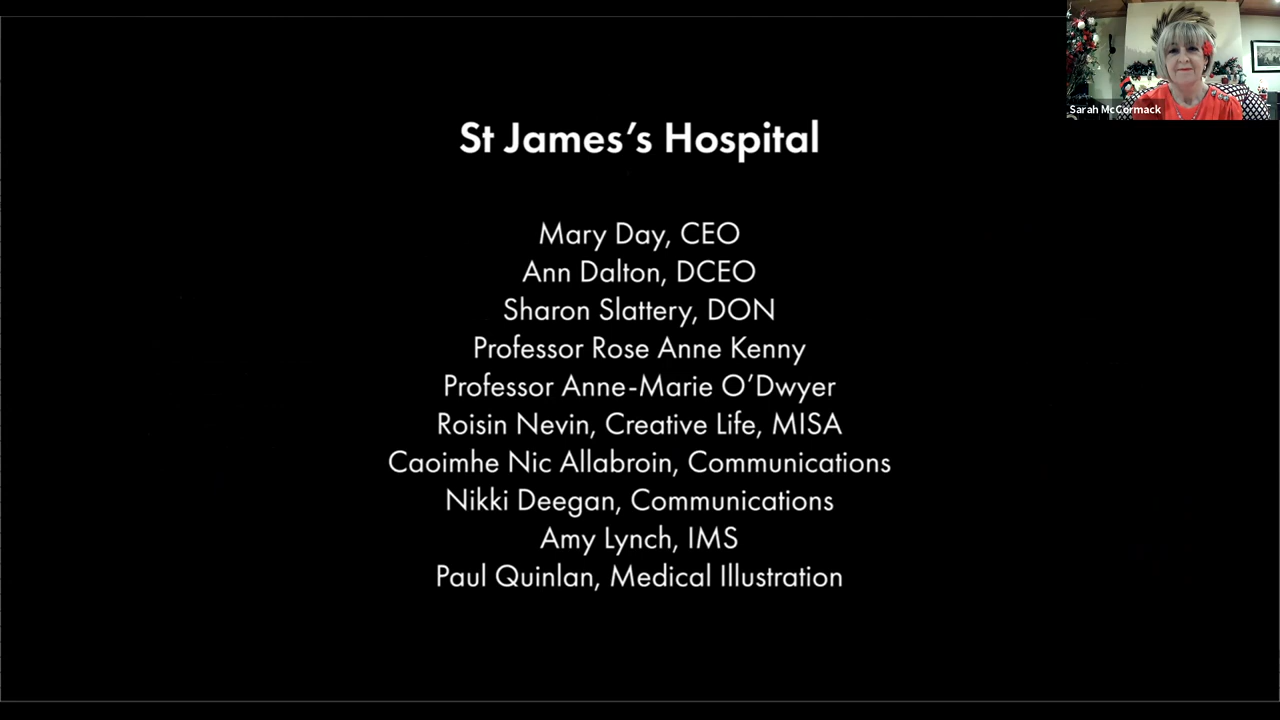 St James’s Hospital
Mary Day, CEO
Ann Dalton, DCEO
Sharon Slattery, DON
Professor Rose Anne Kenny
Professor Anne-Marie O’Dwyer
Roisin Nevin, Creative Life, MISA
Caoimhe Nic Allabroin, Communications
Nikki Deegan, Communications
Amy Lynch, IMS
Paul Quinlan, Medical Illustration
Sarah McCormack